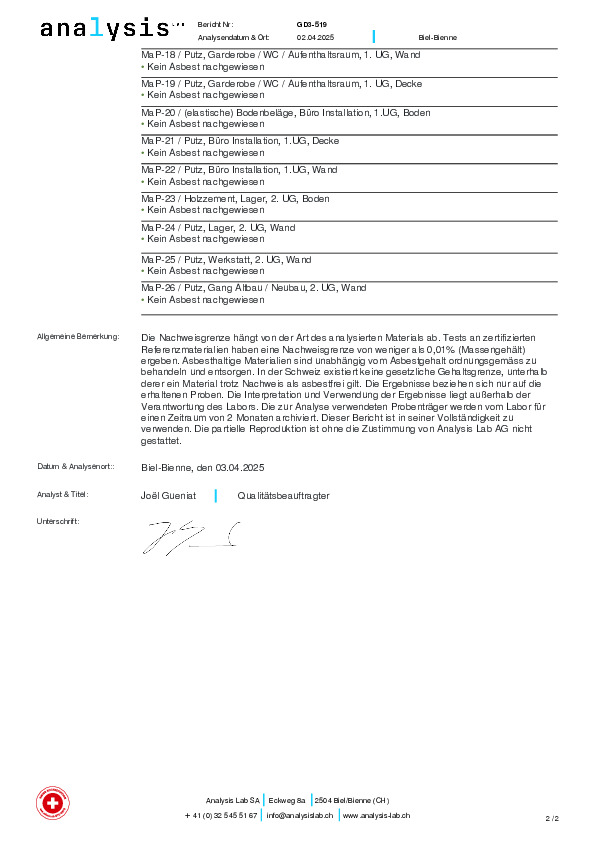 analysis
Bericht Nr: GD3-519
Analysendatum & Ort: 02.04.2025 Biel-Bienne
MaP-18 / Putz, Garderobe / WC / Aufenthaltsraum, 1. UG, Wand
• Kein Asbest nachgewiesen
MaP-19 / Putz, Garderobe / WC / Aufenthaltsraum, 1. UG, Decke
• Kein Asbest nachgewiesen
MaP-20 / (elastische) Bodenbeläge, Büro Installation, 1.UG, Boden
• Kein Asbest nachgewiesen
MaP-21 / Putz, Büro Installation, 1.UG, Decke
• Kein Asbest nachgewiesen
MaP-22 / Putz, Büro Installation, 1.UG, Wand
• Kein Asbest nachgewiesen
MaP-23 / Holzzement, Lager, 2. UG, Boden
• Kein Asbest nachgewiesen
MaP-24 / Putz, Lager, 2. UG, Wand
• Kein Asbest nachgewiesen
MaP-25 / Putz, Werkstatt, 2. UG, Wand
• Kein Asbest nachgewiesen
MaP-26 / Putz, Gang Altbau / Neubau, 2. UG, Wand
• Kein Asbest nachgewiesen
Allgemeine Bemerkung: Die Nachweisgrenze hängt von der Art des analysierten Materials ab. Tests an zertifizierten
Referenzmaterialien haben eine Nachweisgrenze von weniger als 0,01% (Massengehält)
ergeben. Asbesthaltige Materialien sind unabhängig vom Asbestgehalt ordnungsgemäss zu
behandeln und entsorgen. In der Schweiz existiert keine gesetzliche Gehaltsgrenze, unterhalb
derer ein Material trotz Nachweis als asbestfrei gilt. Die Ergebnisse beziehen sich nur auf die
erhaltenen Proben. Die Interpretation und Verwendung der Ergebnisse liegt außerhalb der
Verantwortung des Labors. Die zur Analyse verwendeten Probenträger werden vom Labor für
einen Zeitraum von 2 Monaten archiviert. Dieser Bericht ist in seiner Vollständigkeit zu
verwenden. Die partielle Reproduktion ist ohne die Zustimmung von Analysis Lab AG nicht
gestattet.
Datum & Analysenort:: Biel-Bienne, den 03.04.2025
Analyst & Titel: Joël Gueniat Qualitätsbeauftragter
Unterschrift:
Analysis Lab SA Eckweg 8a 2504 Biel/Bienne (CH)
+ 41 (0) 32 545 51 67 info@analysislab.ch www.analysis-lab.ch
2 / 2